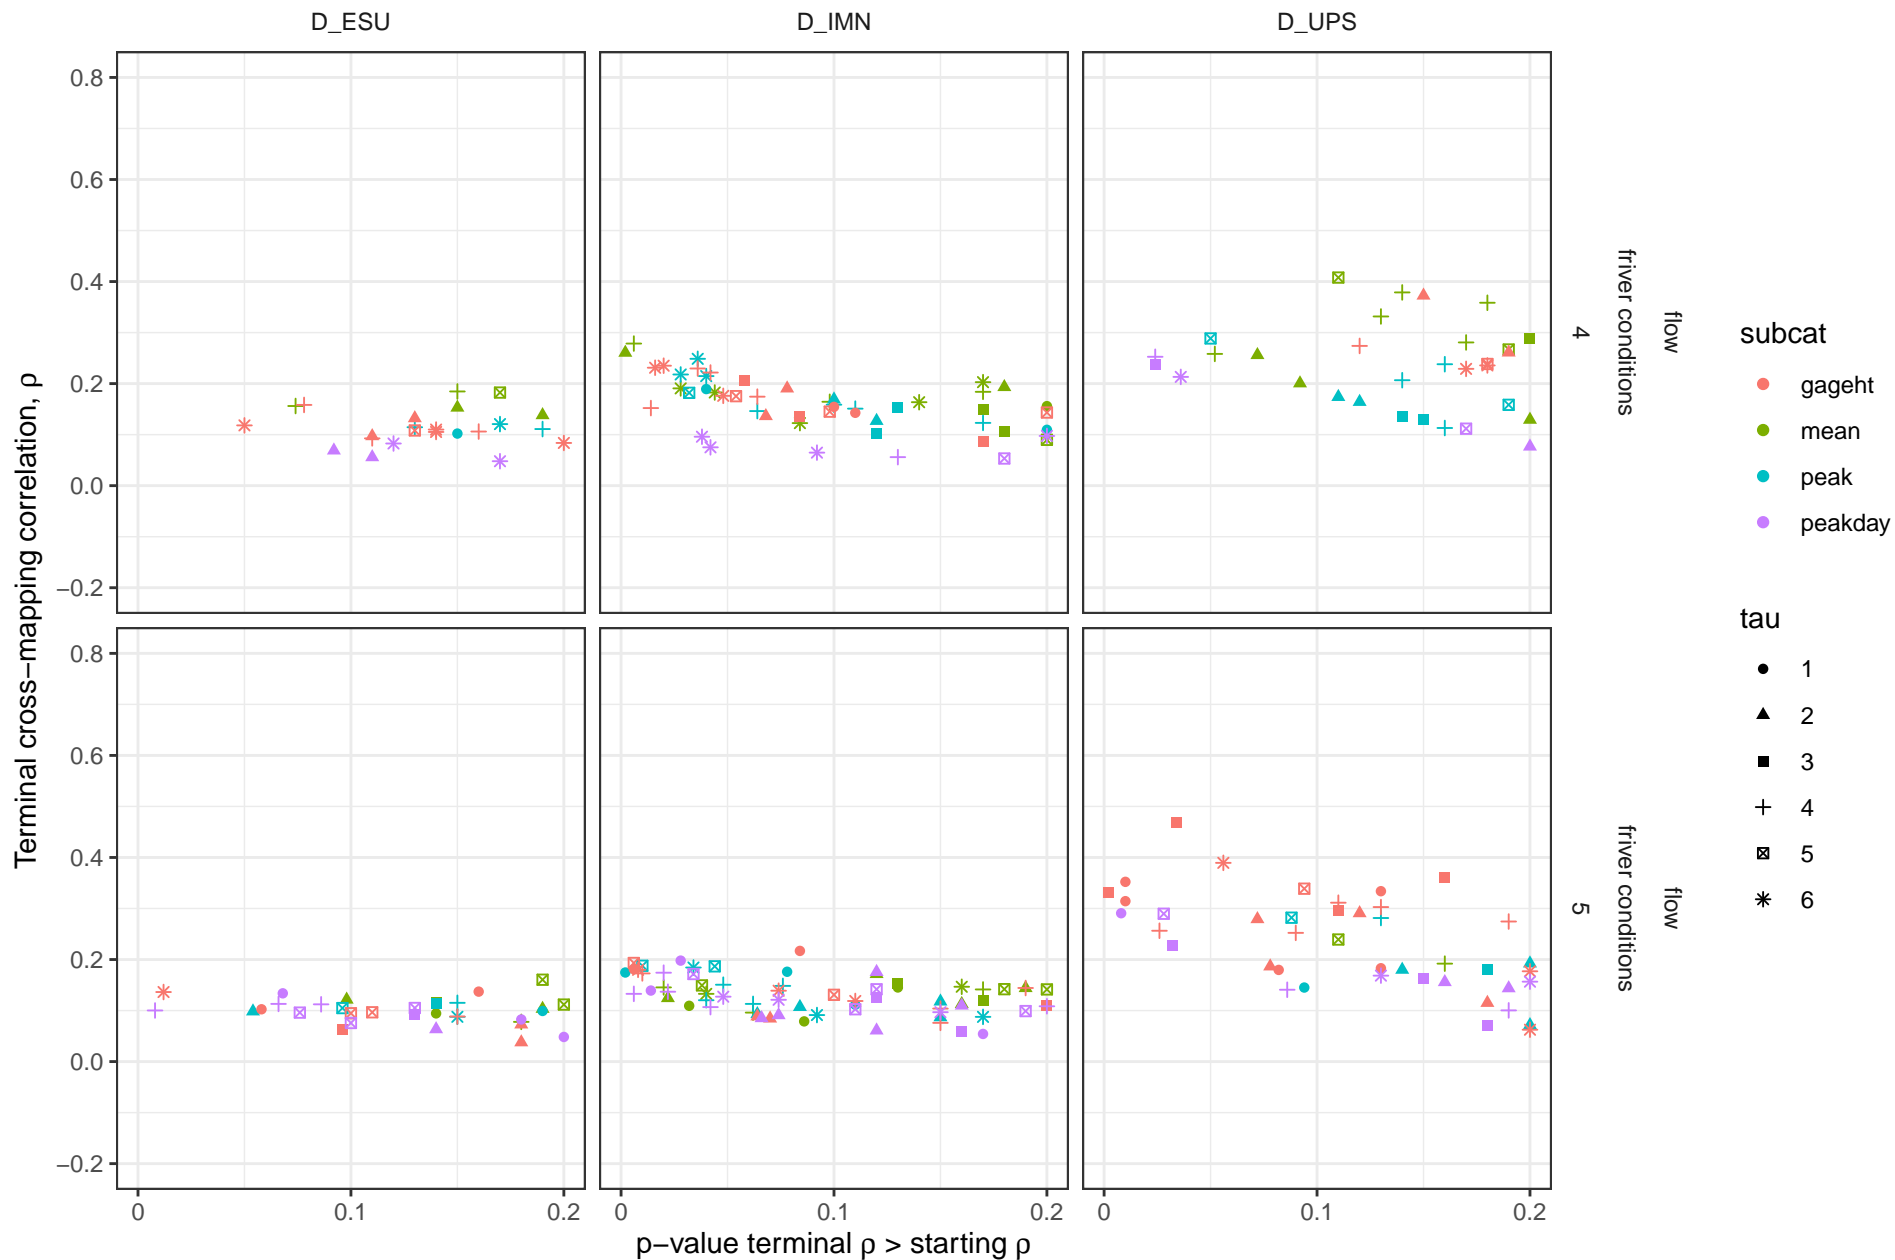 D_ESU D_IMN D_UPS
Terminal cross−mapping correlation, ρ
0.8
0.6
0.4
0.2
0.0
−0.2
flow
friver conditions
4
0.8
0.6
0.4
0.2
0.0
−0.2
flow
friver conditions
5
0 0.1 0.2 0 0.1 0.2 0 0.1 0.2
p−value terminal ρ > starting ρ
subcat
gageht
mean
peak
peakday
tau
1
2
3
4
5
6